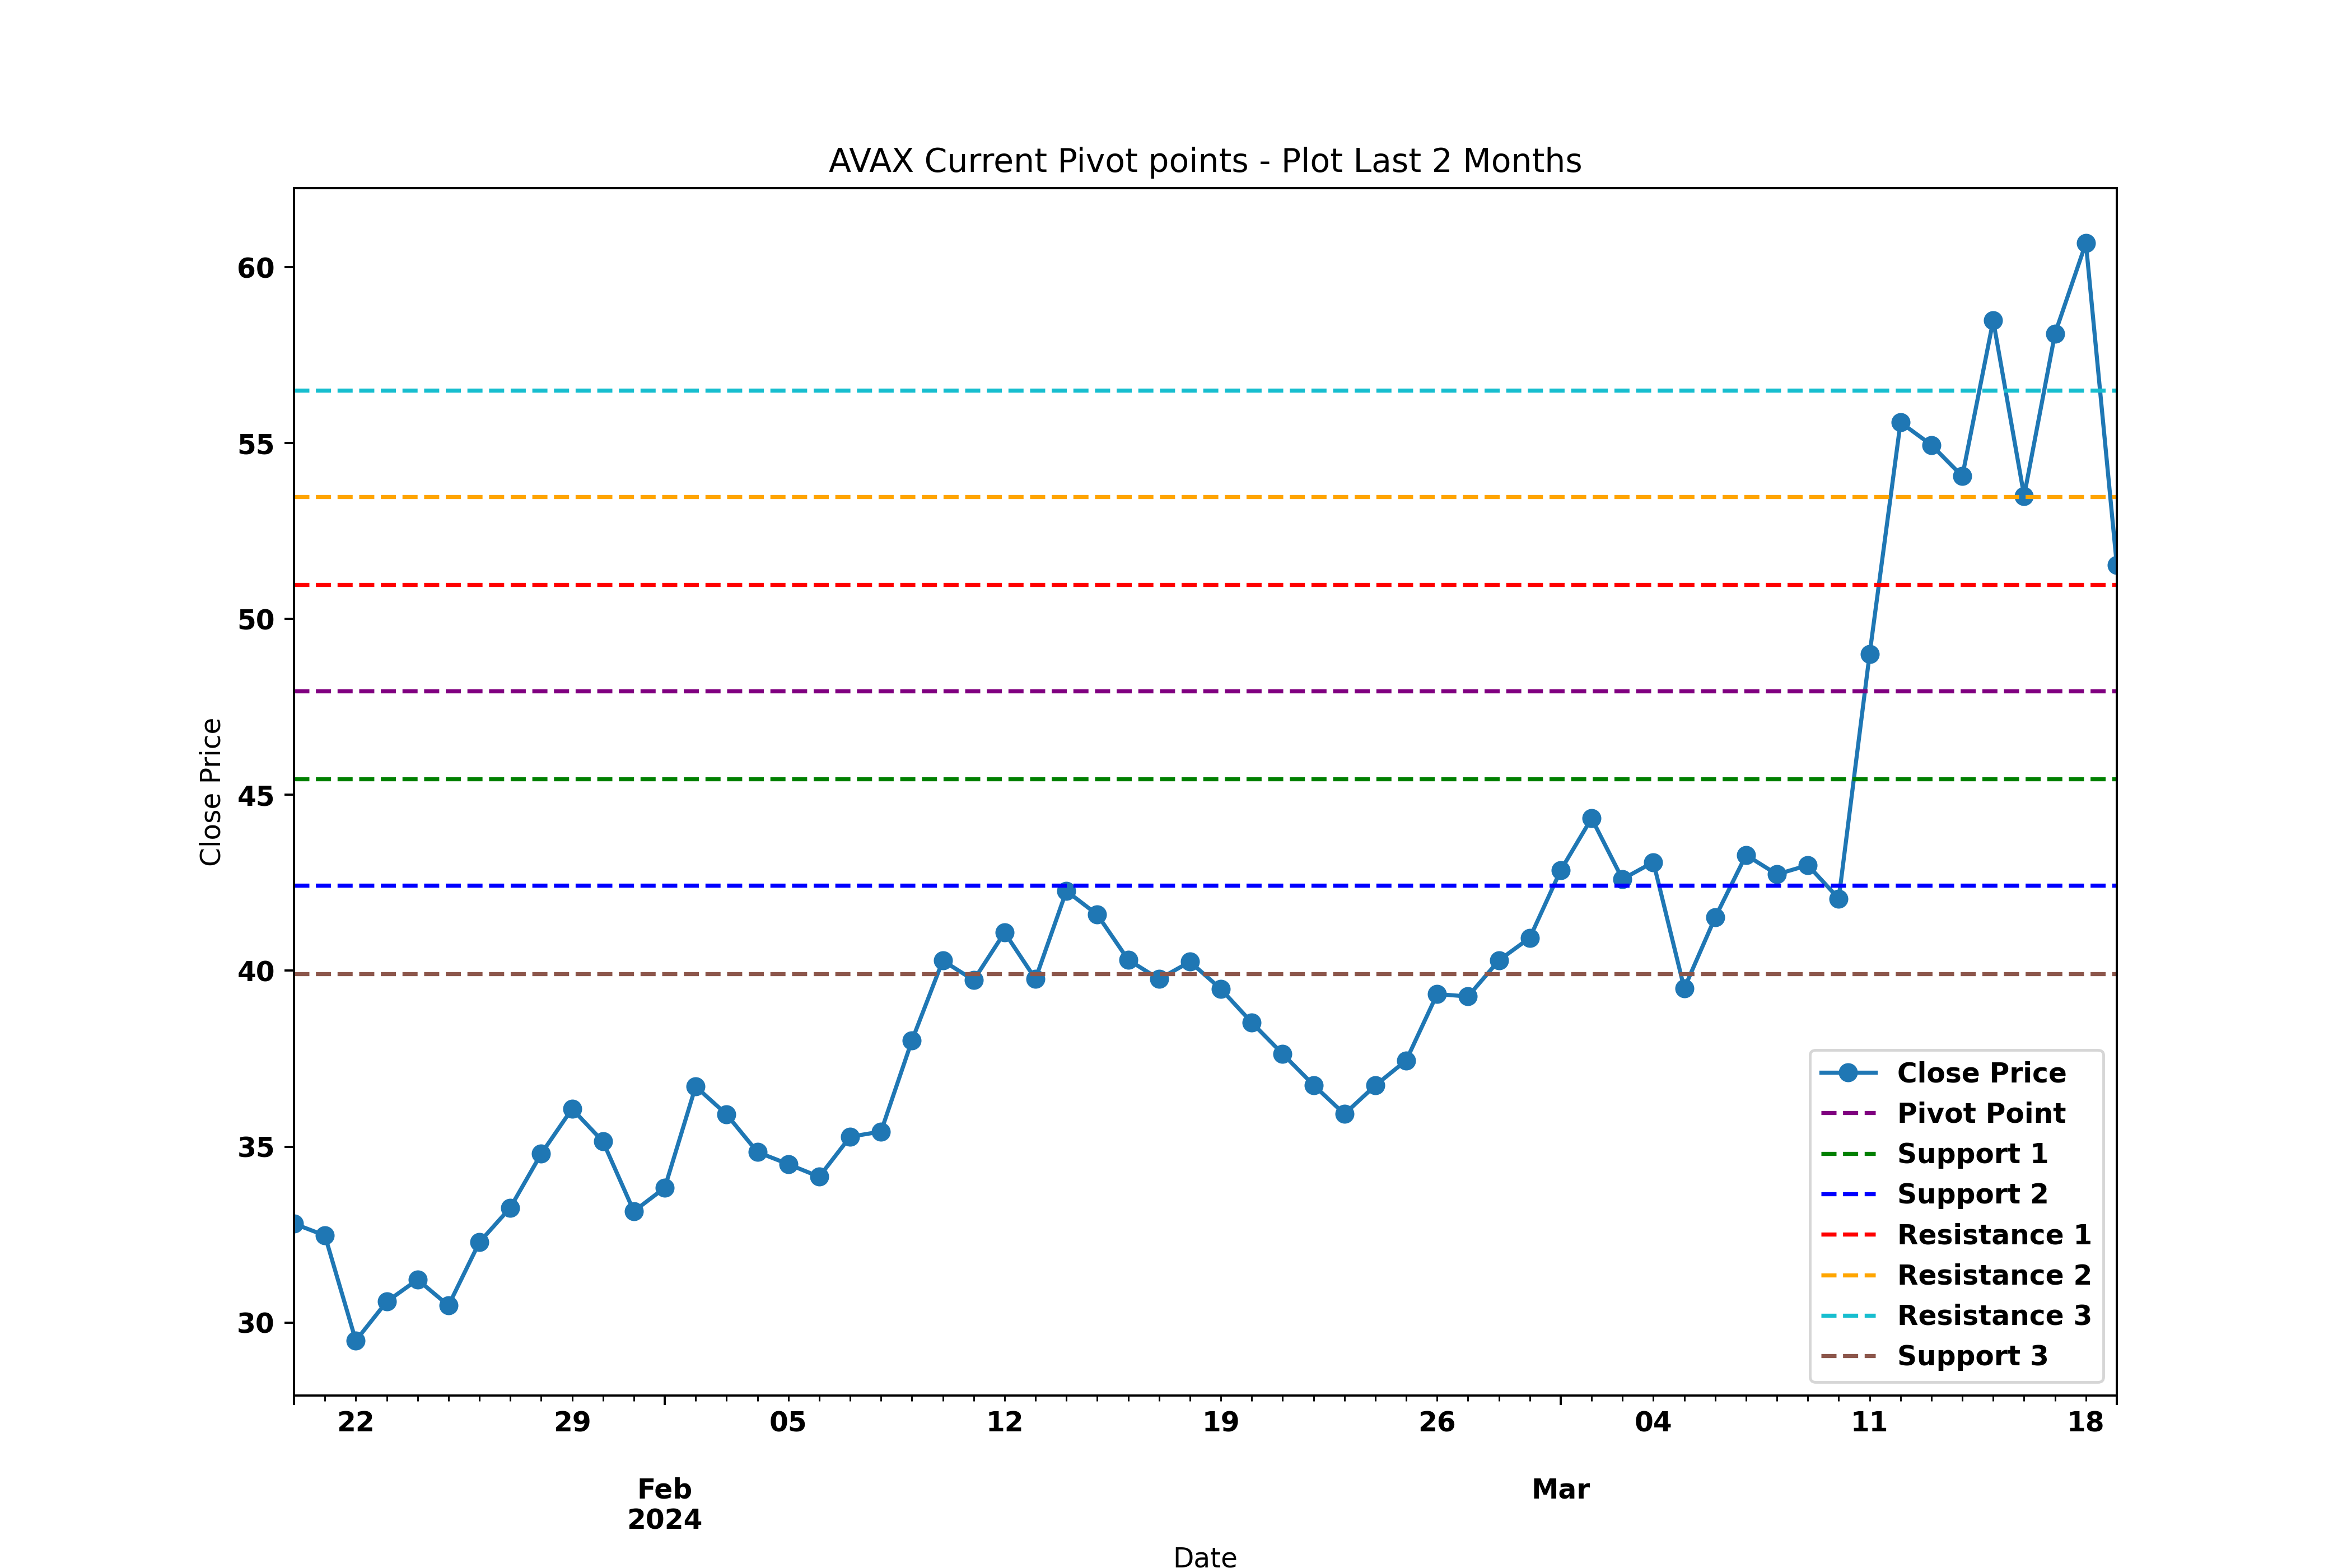 AVAX Current Pivot points - Plot Last 2 Months
60
55
50
45
40
35
30
Close Price
Close Price
Pivot Point
Support 1
Support 2
Resistance 1
Resistance 2
Resistance 3
Support 3
22 29 05 12 19 26 04 11 18
Feb Mar
2024
Date